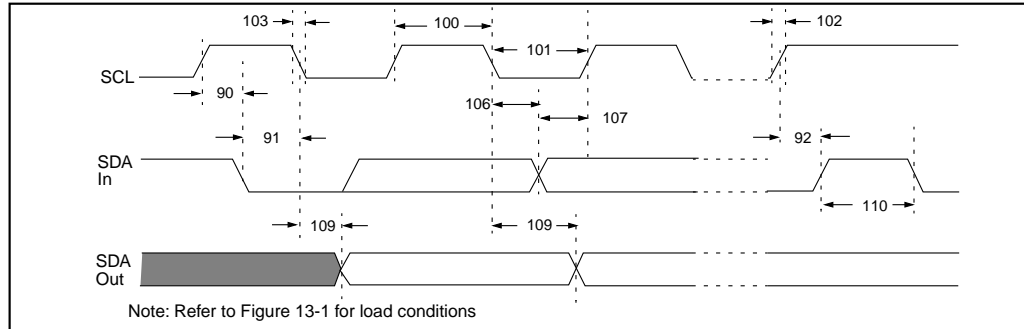 103
100
102
101
SCL
90
106
107
91
92
SDA
In
109
109
110
SDA
Out
Note: Refer to Figure 13-1 for load conditions